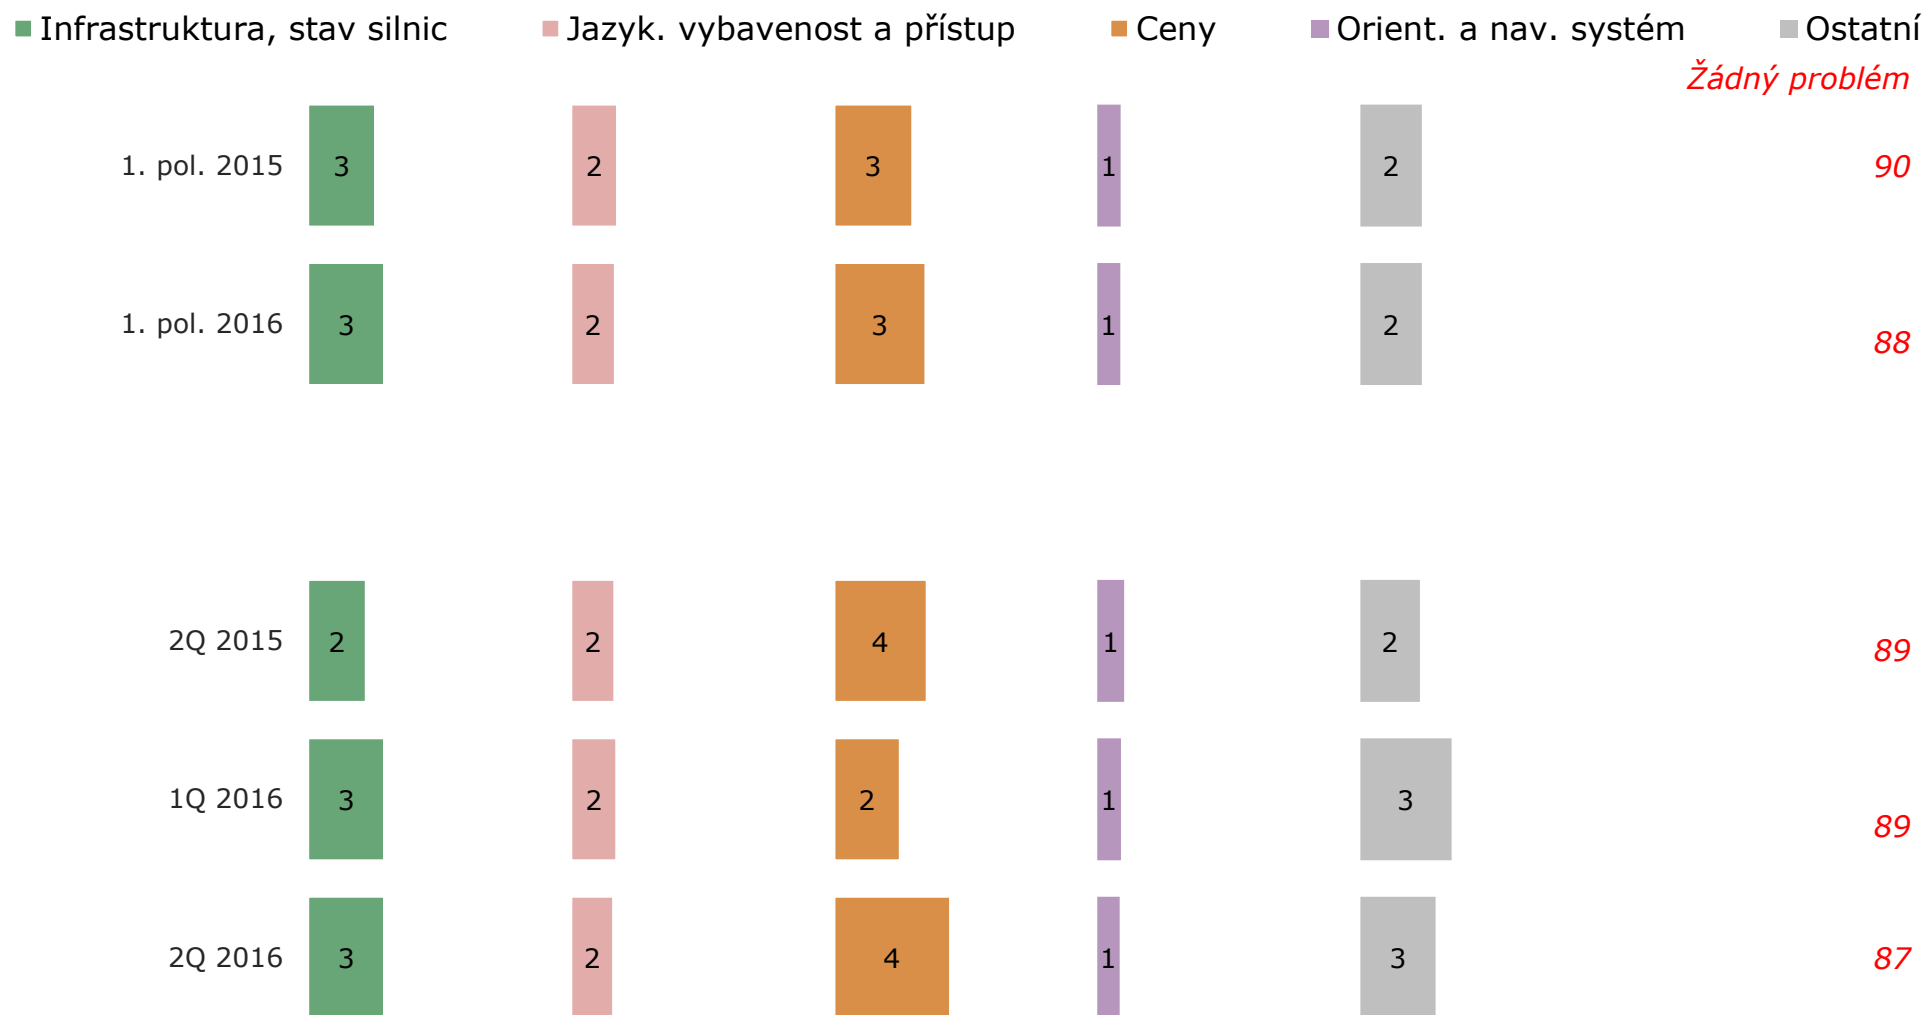 Infrastruktura, stav silnic Jazyk. vybavenost a přístup Ceny Orient. a nav. systém Ostatní
Žádný problém
1. pol. 2015 3 2 3 1 2 90
1. pol. 2016 3 2 3 1 2 88
2Q 2015 2 2 4 1 2 89
1Q 2016 3 2 2 1 3 89
2Q 2016 3 2 4 1 3 87